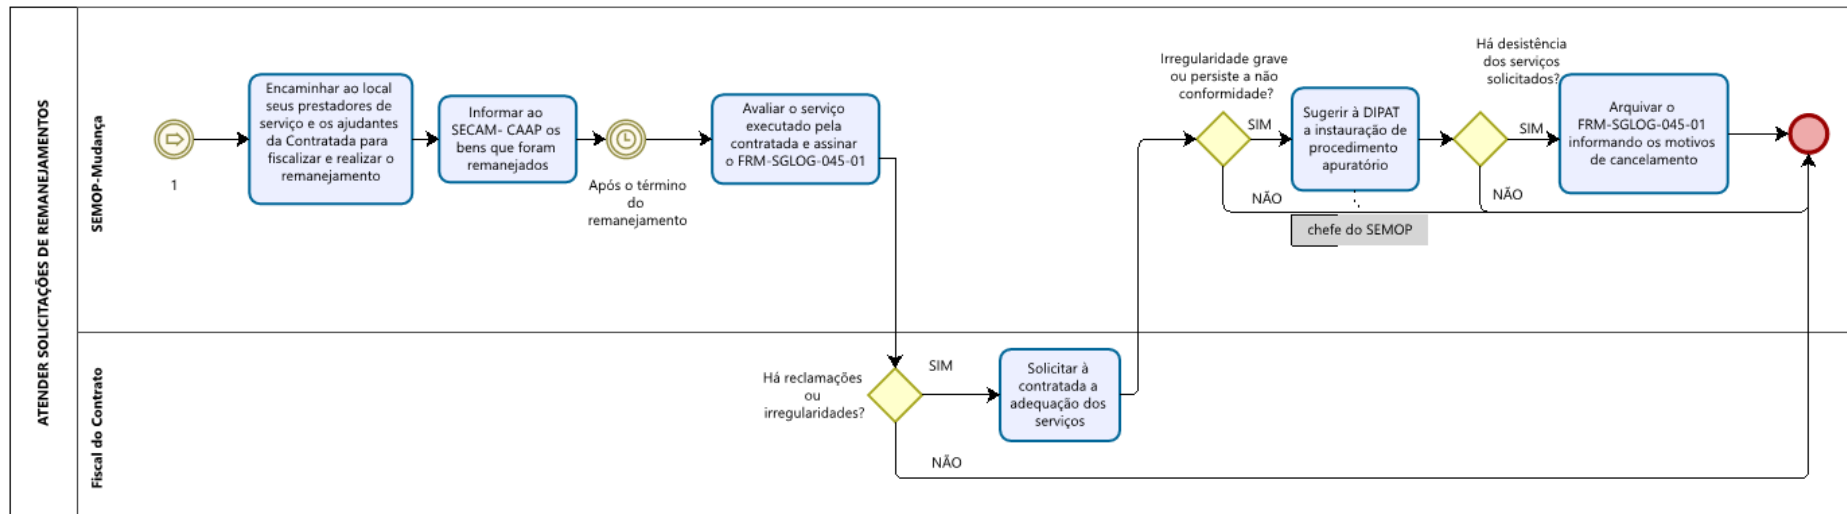 ATENDER SOLICITAÇÕES DE REMANEJAMENTOS
SEMOP-Mudança
1
Encaminhar ao local
seus prestadores de
serviço e os ajudantes
da Contratada para
fiscalizar e realizar o
remanejamento
Informar ao
SECAM- CAAP os
bens que foram
remanejados
Após o término
do
remanejamento
Avaliar o serviço
executado pela
contratada e assinar
o FRM-SGLOG-045-01
Irregularidade grave
ou persiste a não
conformidade?
SIM
NÃO
Sugerir à DIPAT
a instauração de
procedimento
apuratório
chefe do SEMOP
Há desistência
dos serviços
solicitados?
SIM
NÃO
Arquivar o
FRM-SGLOG-045-01
informando os motivos
de cancelamento
Fiscal do Contrato
Há reclamações
ou
irregularidades?
SIM
NÃO
Solicitar à
contratada a
adequação dos
serviços